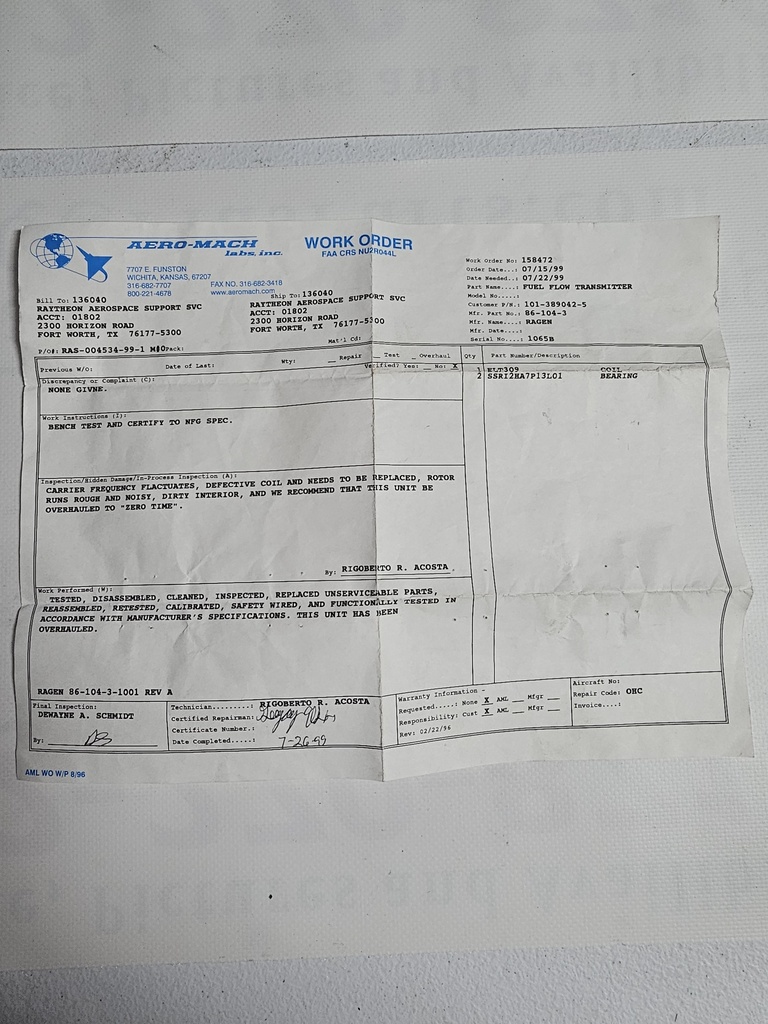 AERO-MACH
labs, inc.
7707 E. FUNSTON
WICHITA, KANSAS, 67207
316-682-7707 FAX NO. 316-682-3418
800-221-4678 www.aeromach.com
WORK ORDER
FAA CRS NU2R044L
Work Order No: 158472
Order Date...: 07/15/99
Date Needed..: 07/22/99
Part Name....: FUEL FLOW TRANSMITTER
Model No.....:
Customer P/N.: 101-389042-5
Mfr. Part No.: 86-104-3
Mfr. Name....: RAGEN
Mfr. Date....:
Serial No....: 1065B
Bill To: 136040
RAYTHEON AEROSPACE SUPPORT SVC
ACCT: 01802
2300 HORIZON ROAD
FORT WORTH, TX 76177-5300
Ship To: 136040
RAYTHEON AEROSPACE SUPPORT SVC
ACCT: 01802
2300 HORIZON ROAD
FORT WORTH, TX 76177-5300
P/O#: RAS-004534-99-1 Pack: Mat'l Cd:
Previous W/O: Date of Last: Wty: __ Repair _ Test _ Overhaul
Verified? Yes: __ No: X
Qty Part Number/Description
1 ELT309 COIL
2 SSRI2HA7P13LO1 BEARING
Discrepancy or Complaint (C):
NONE GIVNE.
Work Instructions (I):
BENCH TEST AND CERTIFY TO NFG SPEC.
Inspection/Hidden Damage/In-Process Inspection (A):
CARRIER FREQUENCY FLACTUATES, DEFECTIVE COIL AND NEEDS TO BE REPLACED, ROTOR
RUNS ROUGH AND NOISY, DIRTY INTERIOR, AND WE RECOMMEND THAT THIS UNIT BE
OVERHAULED TO "ZERO TIME".
By: RIGOBERTO R. ACOSTA
Work Performed (W):
TESTED, DISASSEMBLED, CLEANED, INSPECTED, REPLACED UNSERVICEABLE PARTS,
REASSEMBLED, RETESTED, CALIBRATED, SAFETY WIRED, AND FUNCTIONALLY TESTED IN
ACCORDANCE WITH MANUFACTURER'S SPECIFICATIONS. THIS UNIT HAS BEEN
OVERHAULED.
RAGEN 86-104-3-1001 REV A
Final Inspection:
DEWAYNE A. SCHMIDT
By:
Technician.........: RIGOBERTO R. ACOSTA
Certified Repairman:
Certificate Number.:
Date Completed.....: 7-26-99
Warranty Information -
Requested.....: None X AML __ Mfgr __
Responsibility: Cust X AML __ Mfgr __
Rev: 02/22/96
Aircraft No:
Repair Code: OHC
Invoice....:
AML WO W/P 8/96